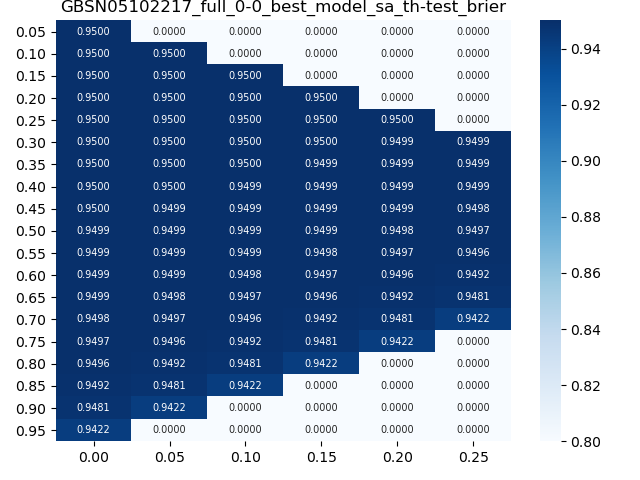 GBSN05102217_full_0-0_best_model_sa_th-test_brier
0.05 0.9500 0.0000 0.0000 0.0000 0.0000 0.0000
0.10 0.9500 0.9500 0.0000 0.0000 0.0000 0.0000
0.15 0.9500 0.9500 0.9500 0.0000 0.0000 0.0000
0.20 0.9500 0.9500 0.9500 0.9500 0.0000 0.0000
0.25 0.9500 0.9500 0.9500 0.9500 0.9500 0.0000
0.30 0.9500 0.9500 0.9500 0.9500 0.9499 0.9499
0.35 0.9500 0.9500 0.9500 0.9499 0.9499 0.9499
0.40 0.9500 0.9500 0.9499 0.9499 0.9499 0.9499
0.45 0.9500 0.9499 0.9499 0.9499 0.9499 0.9498
0.50 0.9499 0.9499 0.9499 0.9499 0.9498 0.9497
0.55 0.9499 0.9499 0.9499 0.9498 0.9497 0.9496
0.60 0.9499 0.9499 0.9498 0.9497 0.9496 0.9492
0.65 0.9499 0.9498 0.9497 0.9496 0.9492 0.9481
0.70 0.9498 0.9497 0.9496 0.9492 0.9481 0.9422
0.75 0.9497 0.9496 0.9492 0.9481 0.9422 0.0000
0.80 0.9496 0.9492 0.9481 0.9422 0.0000 0.0000
0.85 0.9492 0.9481 0.9422 0.0000 0.0000 0.0000
0.90 0.9481 0.9422 0.0000 0.0000 0.0000 0.0000
0.95 0.9422 0.0000 0.0000 0.0000 0.0000 0.0000
0.00 0.05 0.10 0.15 0.20 0.25
0.94
0.92
0.90
0.88
0.86
0.84
0.82
0.80